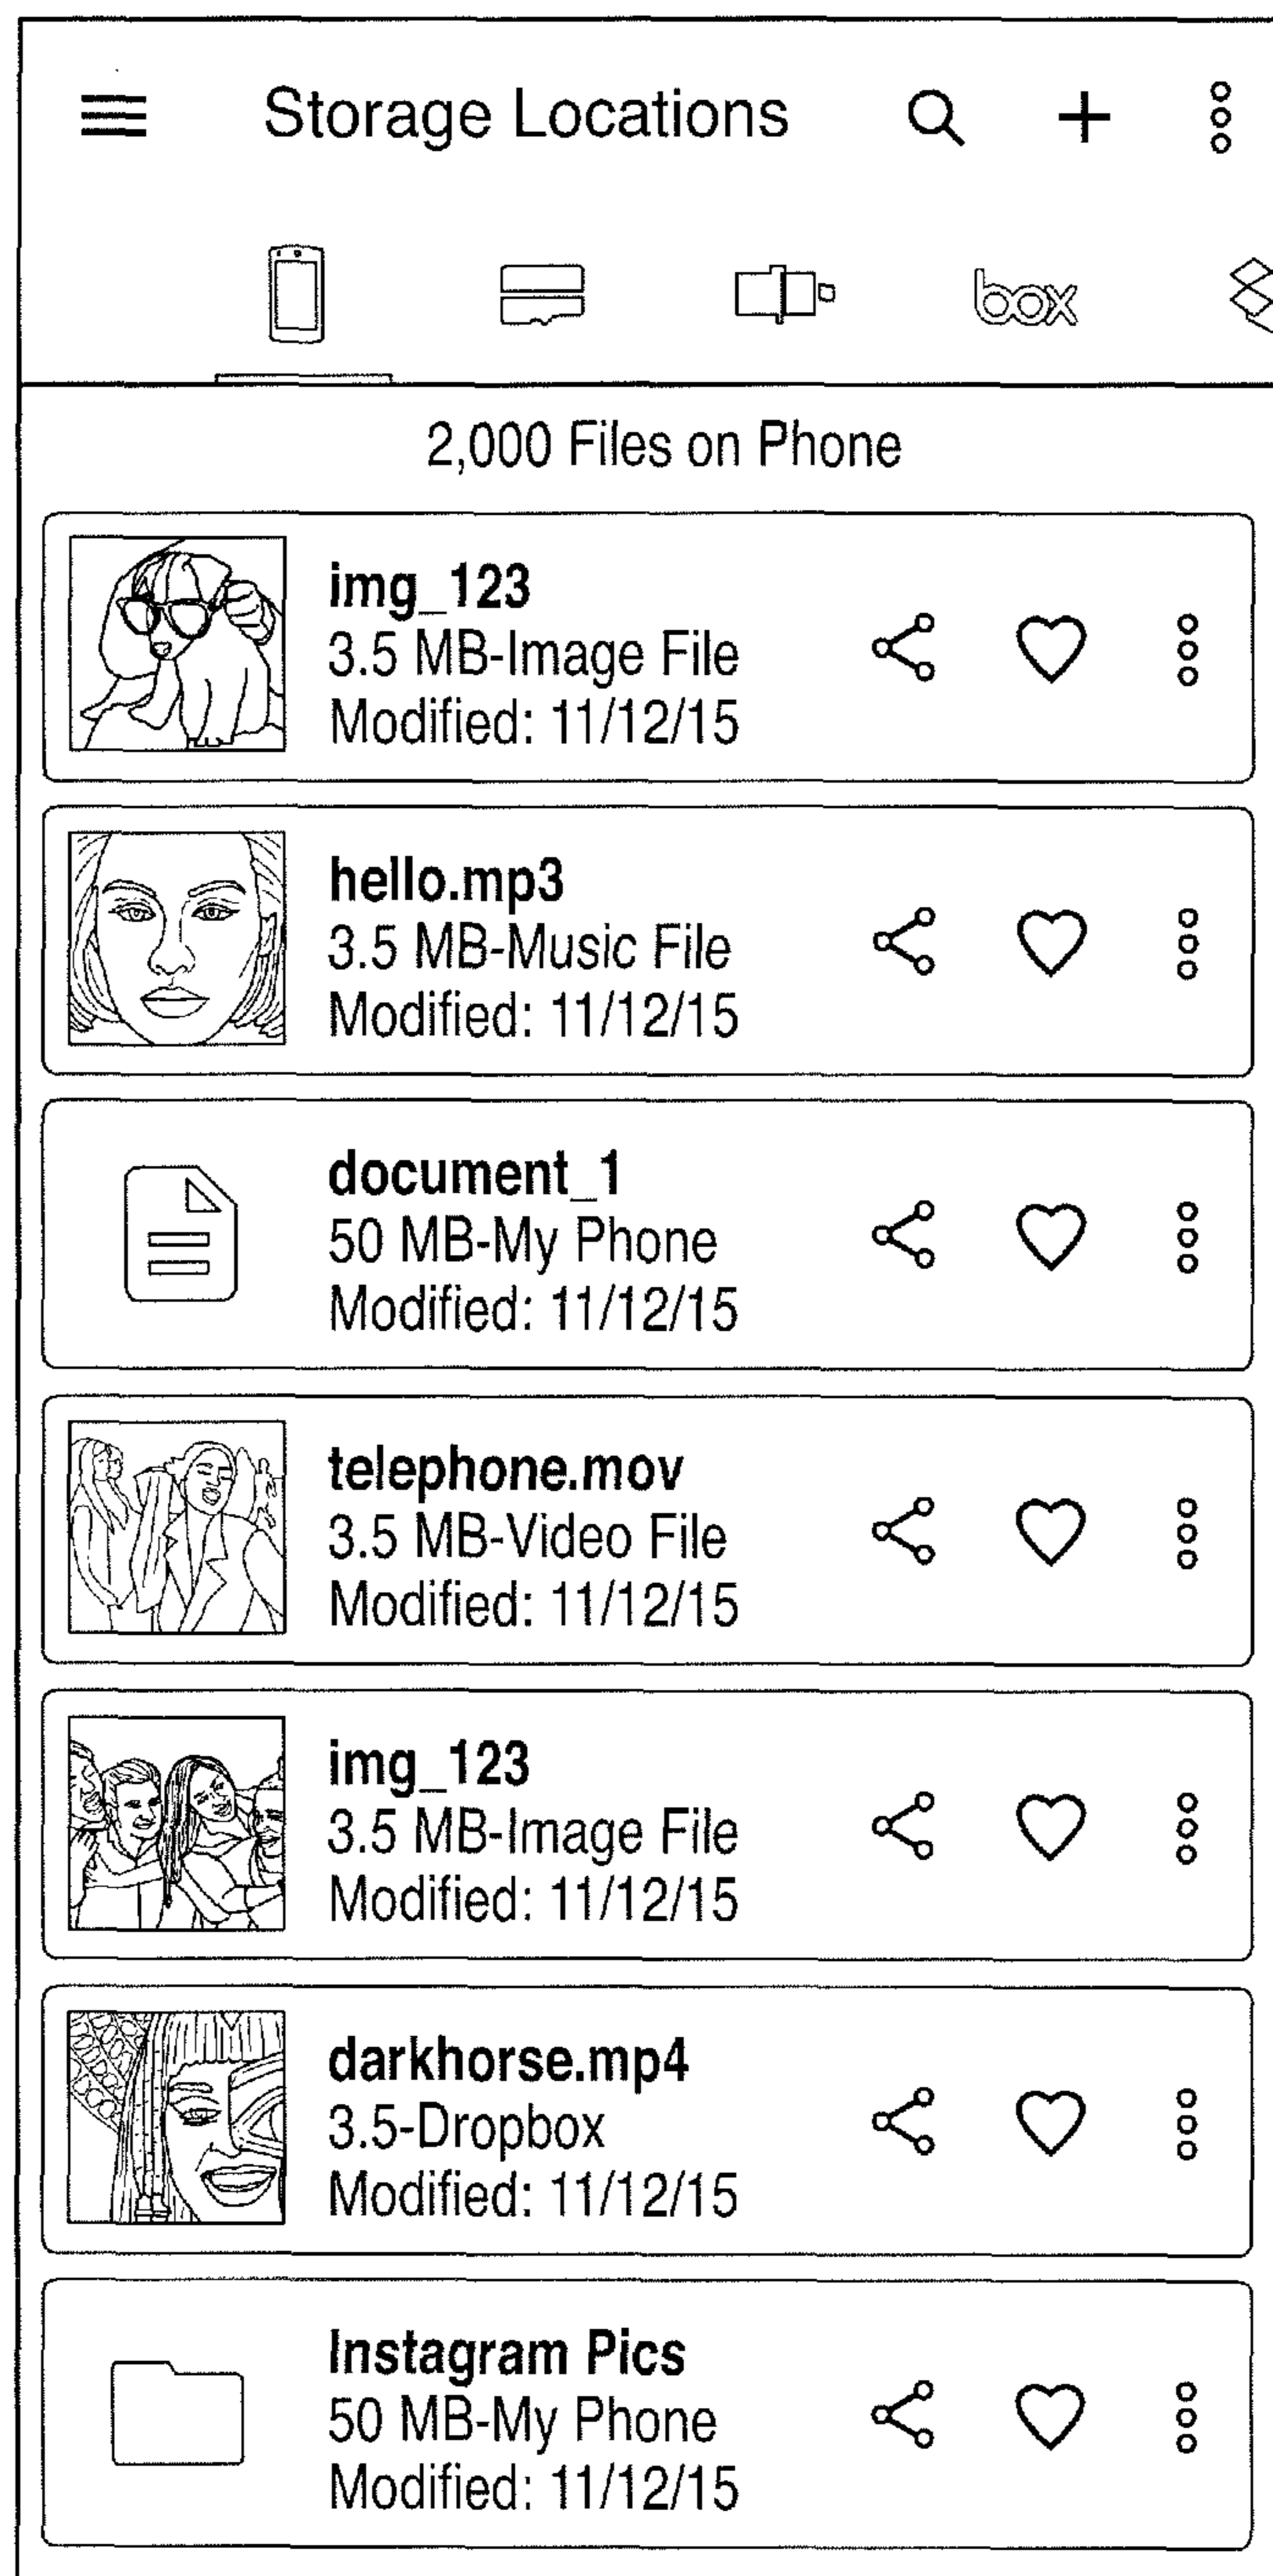 Storage Locations
box
2,000 Files on Phone
img_123
3.5 MB-Image File
Modified: 11/12/15
hello.mp3
3.5 MB-Music File
Modified: 11/12/15
document_1
50 MB-My Phone
Modified: 11/12/15
telephone.mov
3.5 MB-Video File
Modified: 11/12/15
img_123
3.5 MB-Image File
Modified: 11/12/15
darkhorse.mp4
3.5-Dropbox
Modified: 11/12/15
Instagram Pics
50 MB-My Phone
Modified: 11/12/15